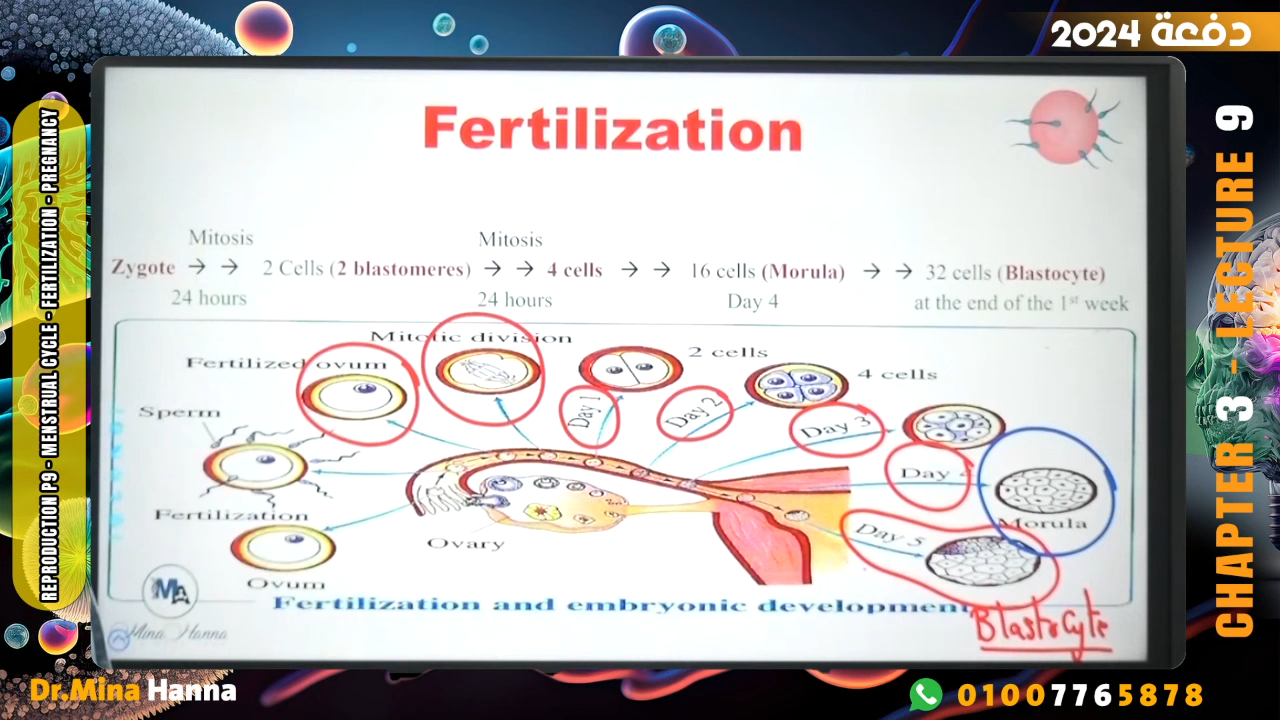 دفعة 2024
Fertilization
Mitosis Mitosis
Zygote → → 2 Cells (2 blastomeres) → → 4 cells → → 16 cells (Morula) → → 32 cells (Blastocyte)
24 hours 24 hours Day 4 at the end of the 1st week
Mitotic division
Fertilized ovum
2 cells
4 cells
Sperm
Day 1
Day 2
Day 3
Day 4
Fertilization
Morula
Ovary
Day 5
Ovum
Fertilization and embryonic development
Blastocyte
Mina Hanna
REPRODUCTION P9 - MENSTRUAL CYCLE - FERTILIZATION - PREGNANCY
CHAPTER 3 - LECTURE 9
Dr.Mina Hanna
01007765878